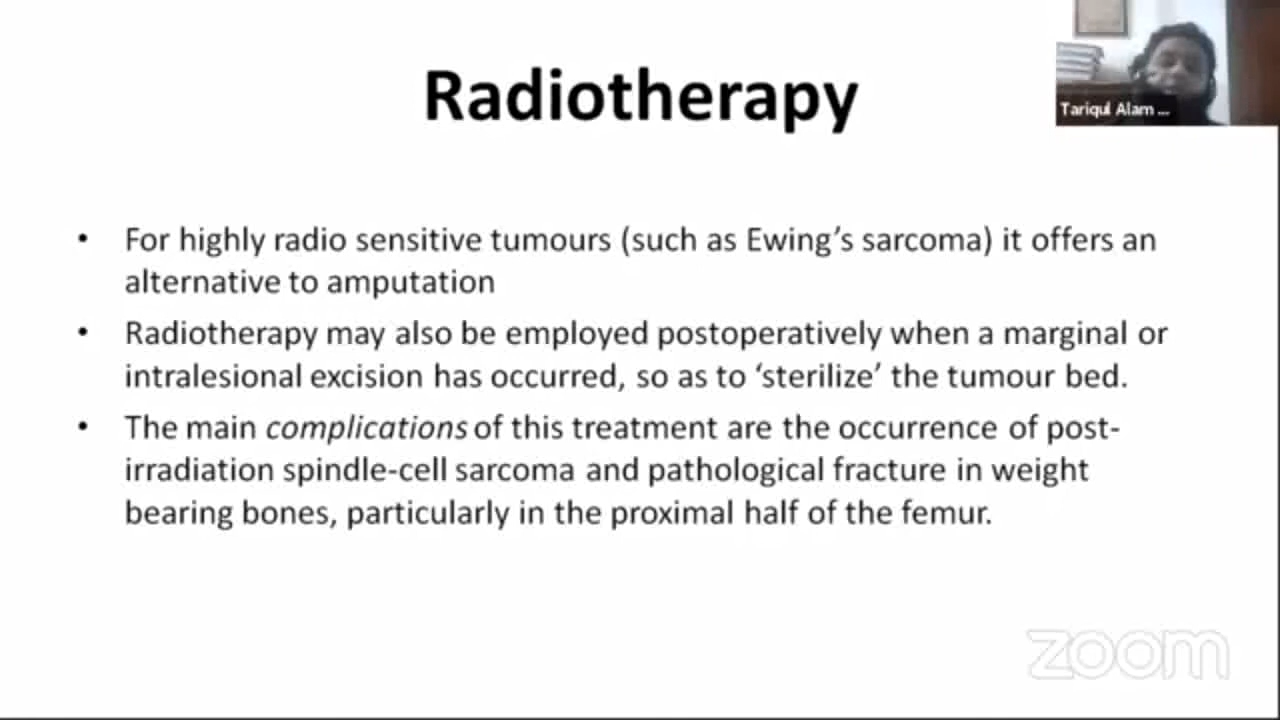 Radiotherapy
Tariqul Alam ...
• For highly radio sensitive tumours (such as Ewing’s sarcoma) it offers an
alternative to amputation
• Radiotherapy may also be employed postoperatively when a marginal or
intralesional excision has occurred, so as to ‘sterilize’ the tumour bed.
• The main complications of this treatment are the occurrence of post-
irradiation spindle-cell sarcoma and pathological fracture in weight
bearing bones, particularly in the proximal half of the femur.
zoom